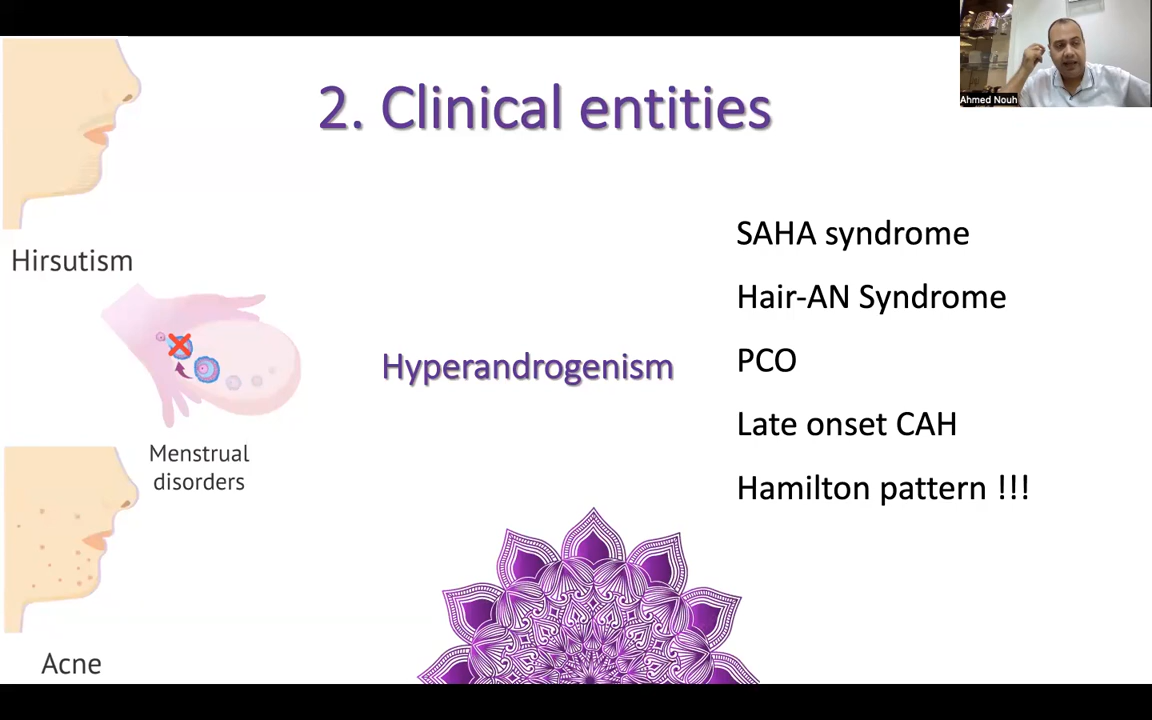 Ahmed Nouh
2. Clinical entities
Hirsutism
Menstrual
disorders
Acne
Hyperandrogenism
SAHA syndrome
Hair-AN Syndrome
PCO
Late onset CAH
Hamilton pattern !!!